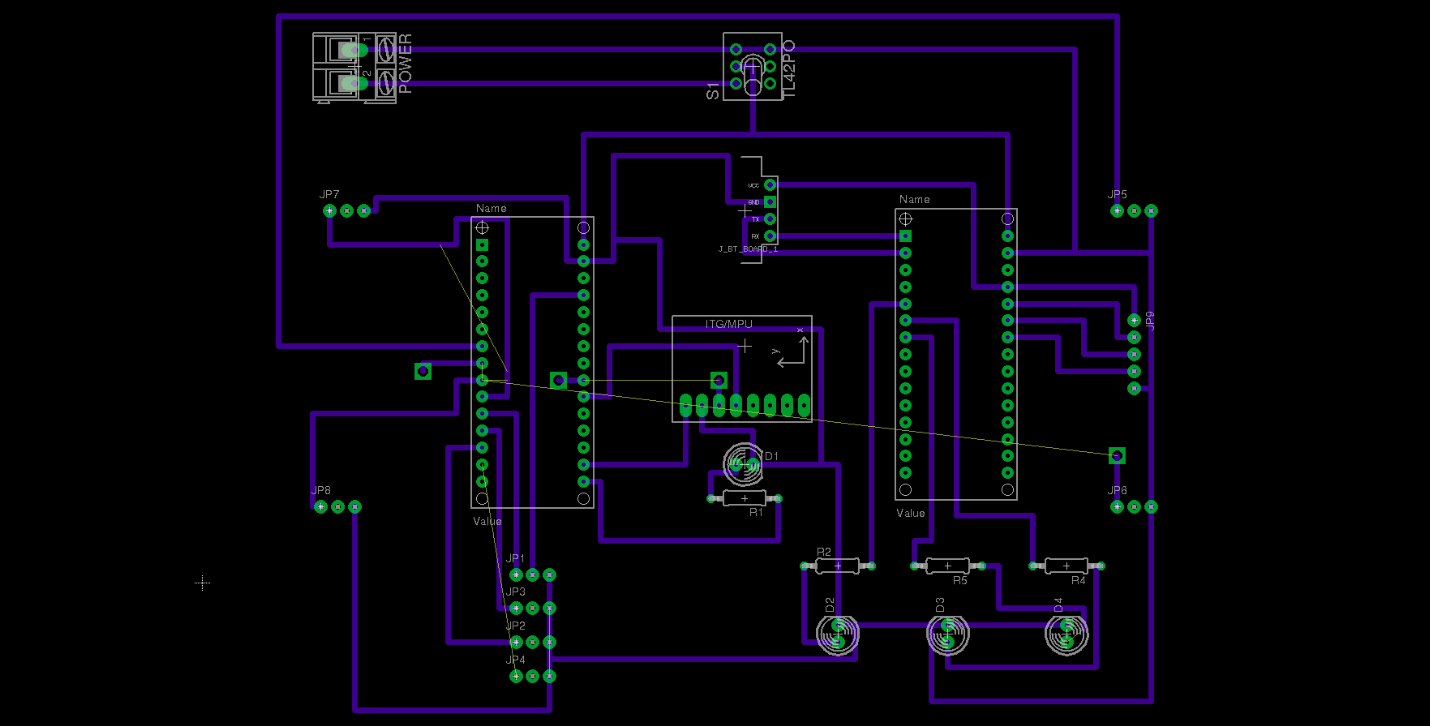 1
2
POWER
S1
TL42PO
JP7
Name
VCC
GND
TX
RX
J_BT_BOARD_1
Name
JP5
ITG/MPU
x
y
JP9
D1
R1
JP8
Value
Value
JP6
JP1
JP3
JP2
JP4
R2
R5
R4
D2
D3
D4